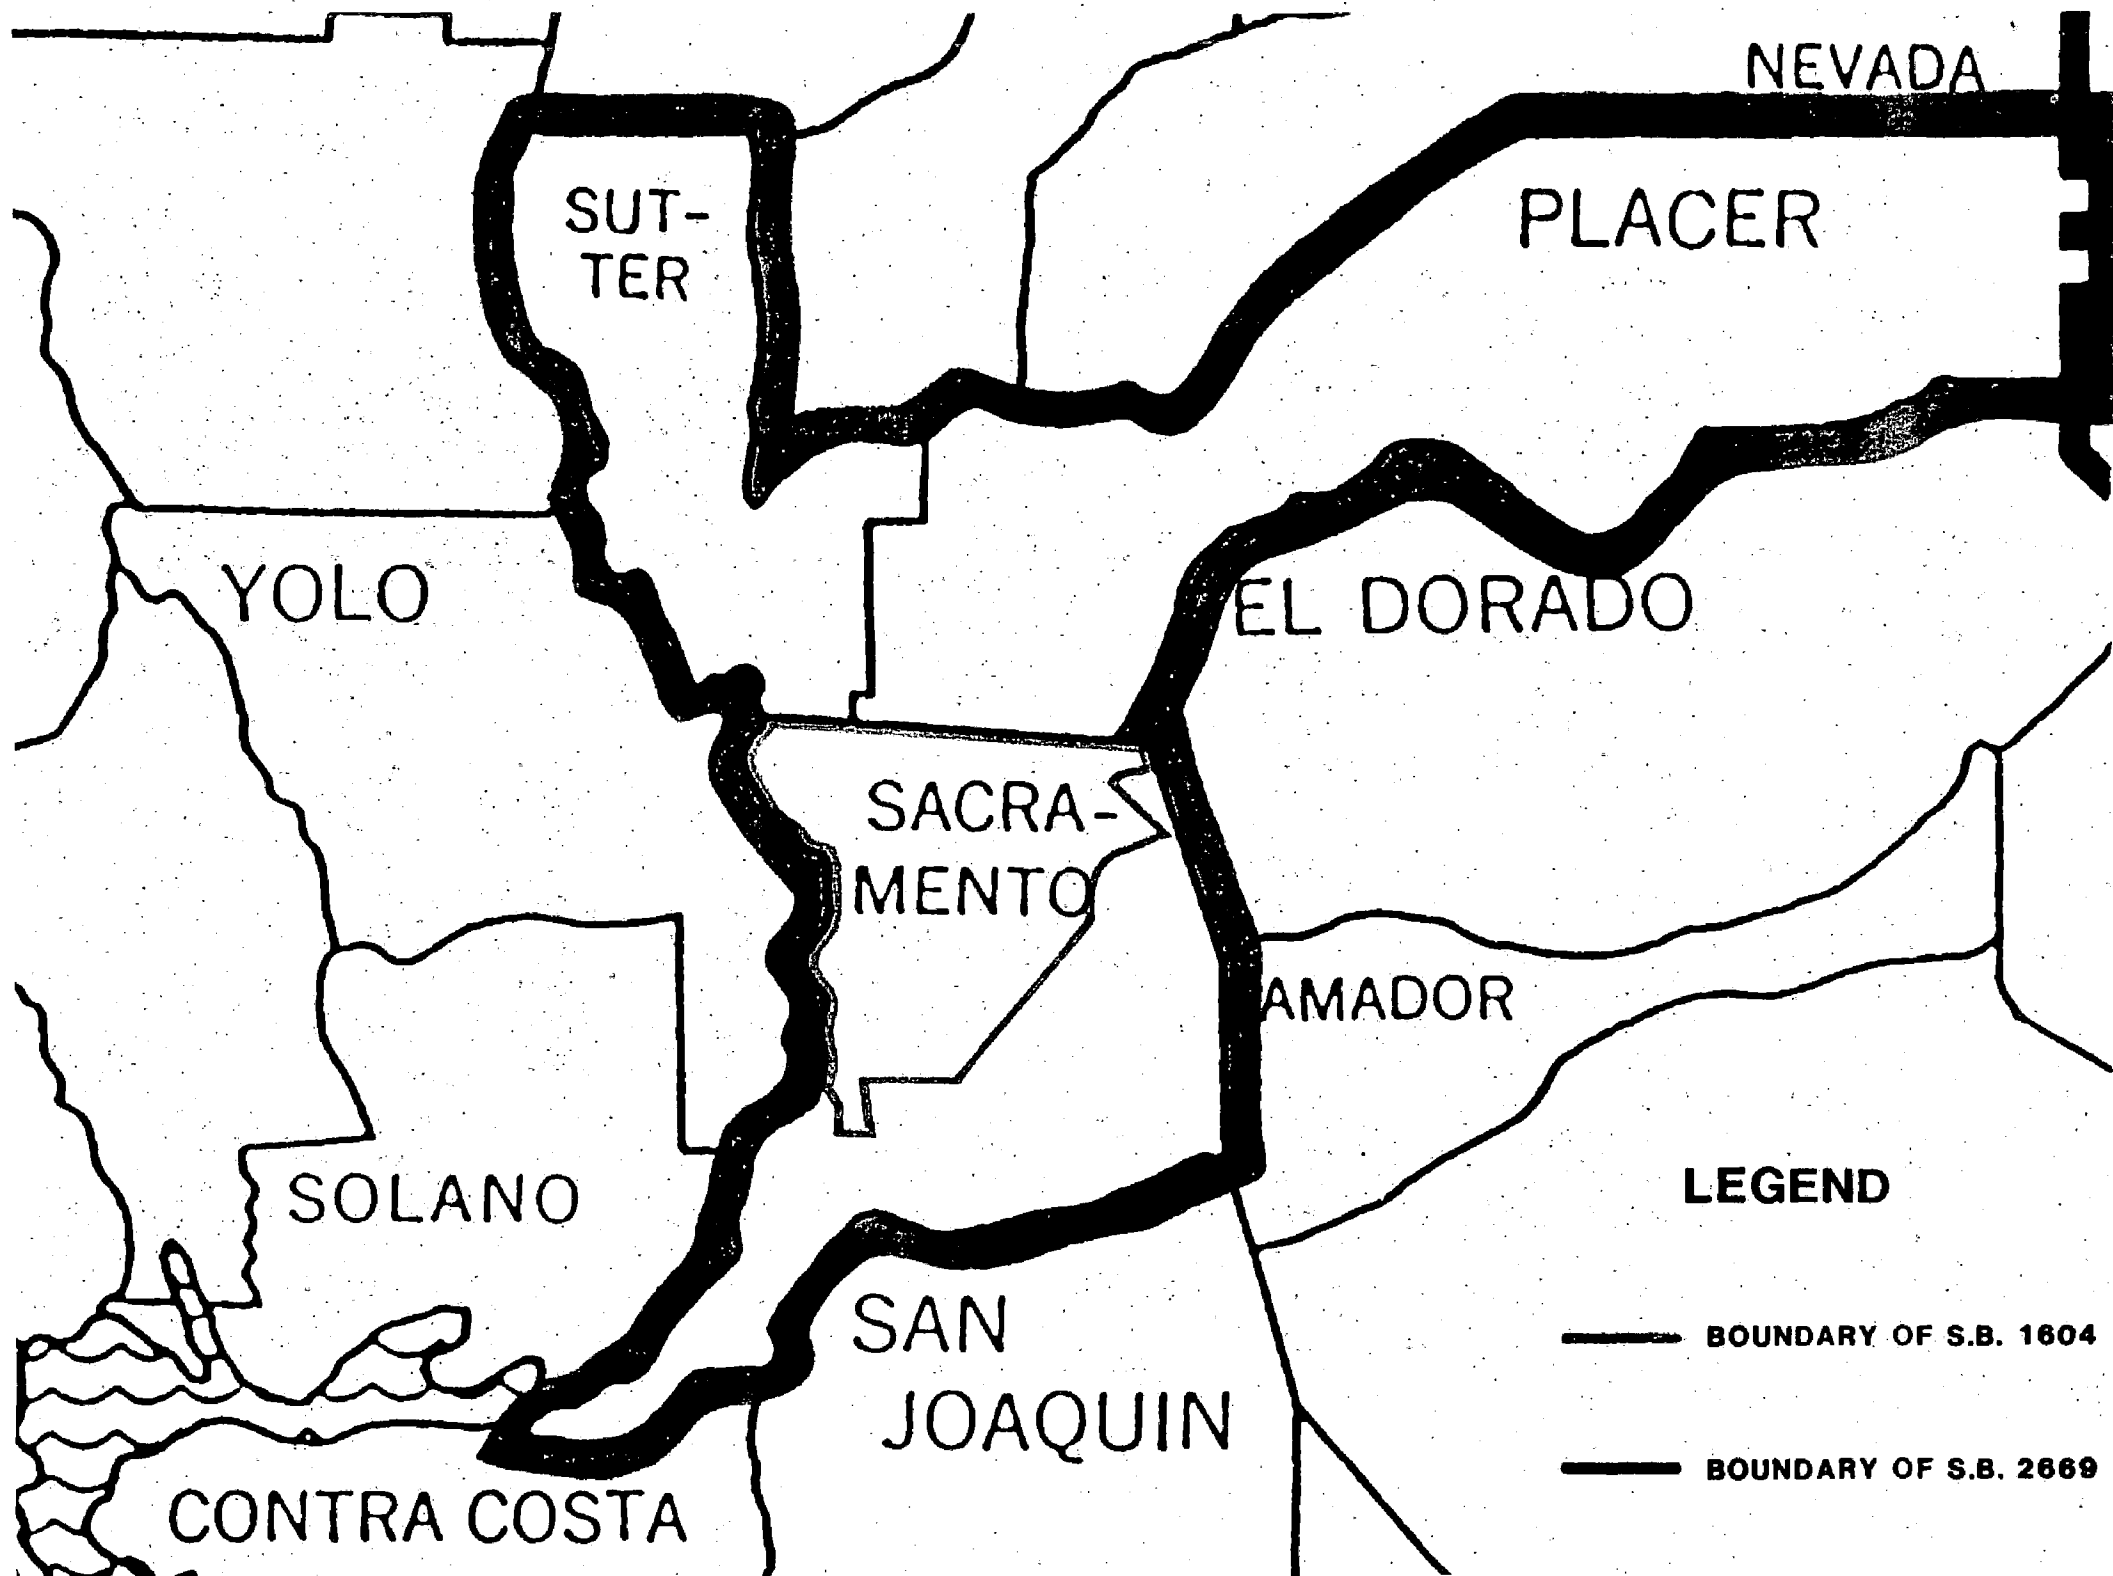 NEVADA
PLACER
SUT-
TER
YOLO
EL DORADO
SACRA-
MENTO
AMADOR
SOLANO
SAN
JOAQUIN
CONTRA COSTA
LEGEND
BOUNDARY OF S.B. 1604
BOUNDARY OF S.B. 2669